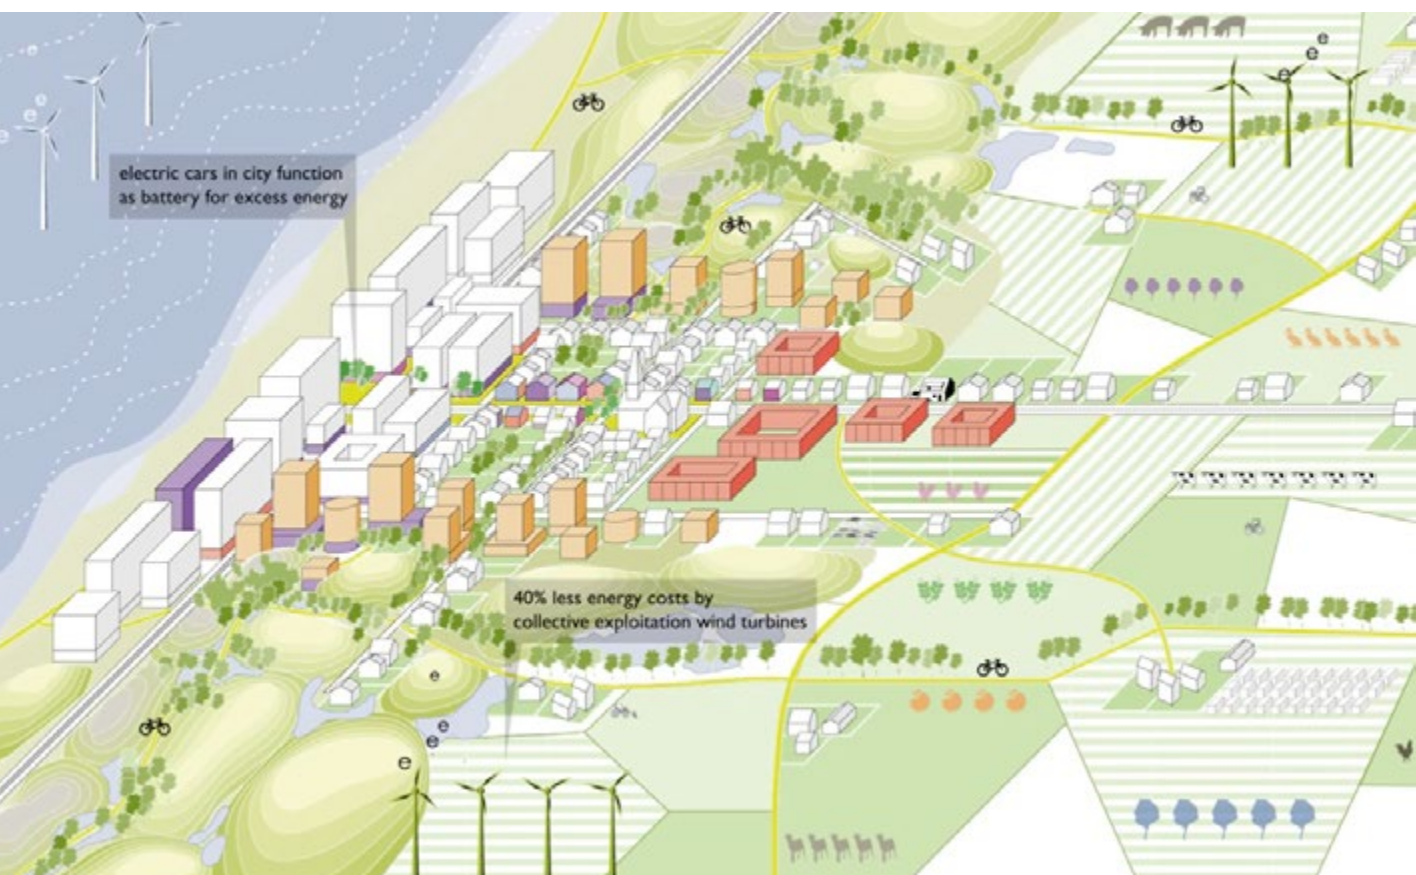 e
e
e
e
e
e
e
electric cars in city function
as battery for excess energy
40% less energy costs by
collective exploitation wind turbines
e
e
e
e